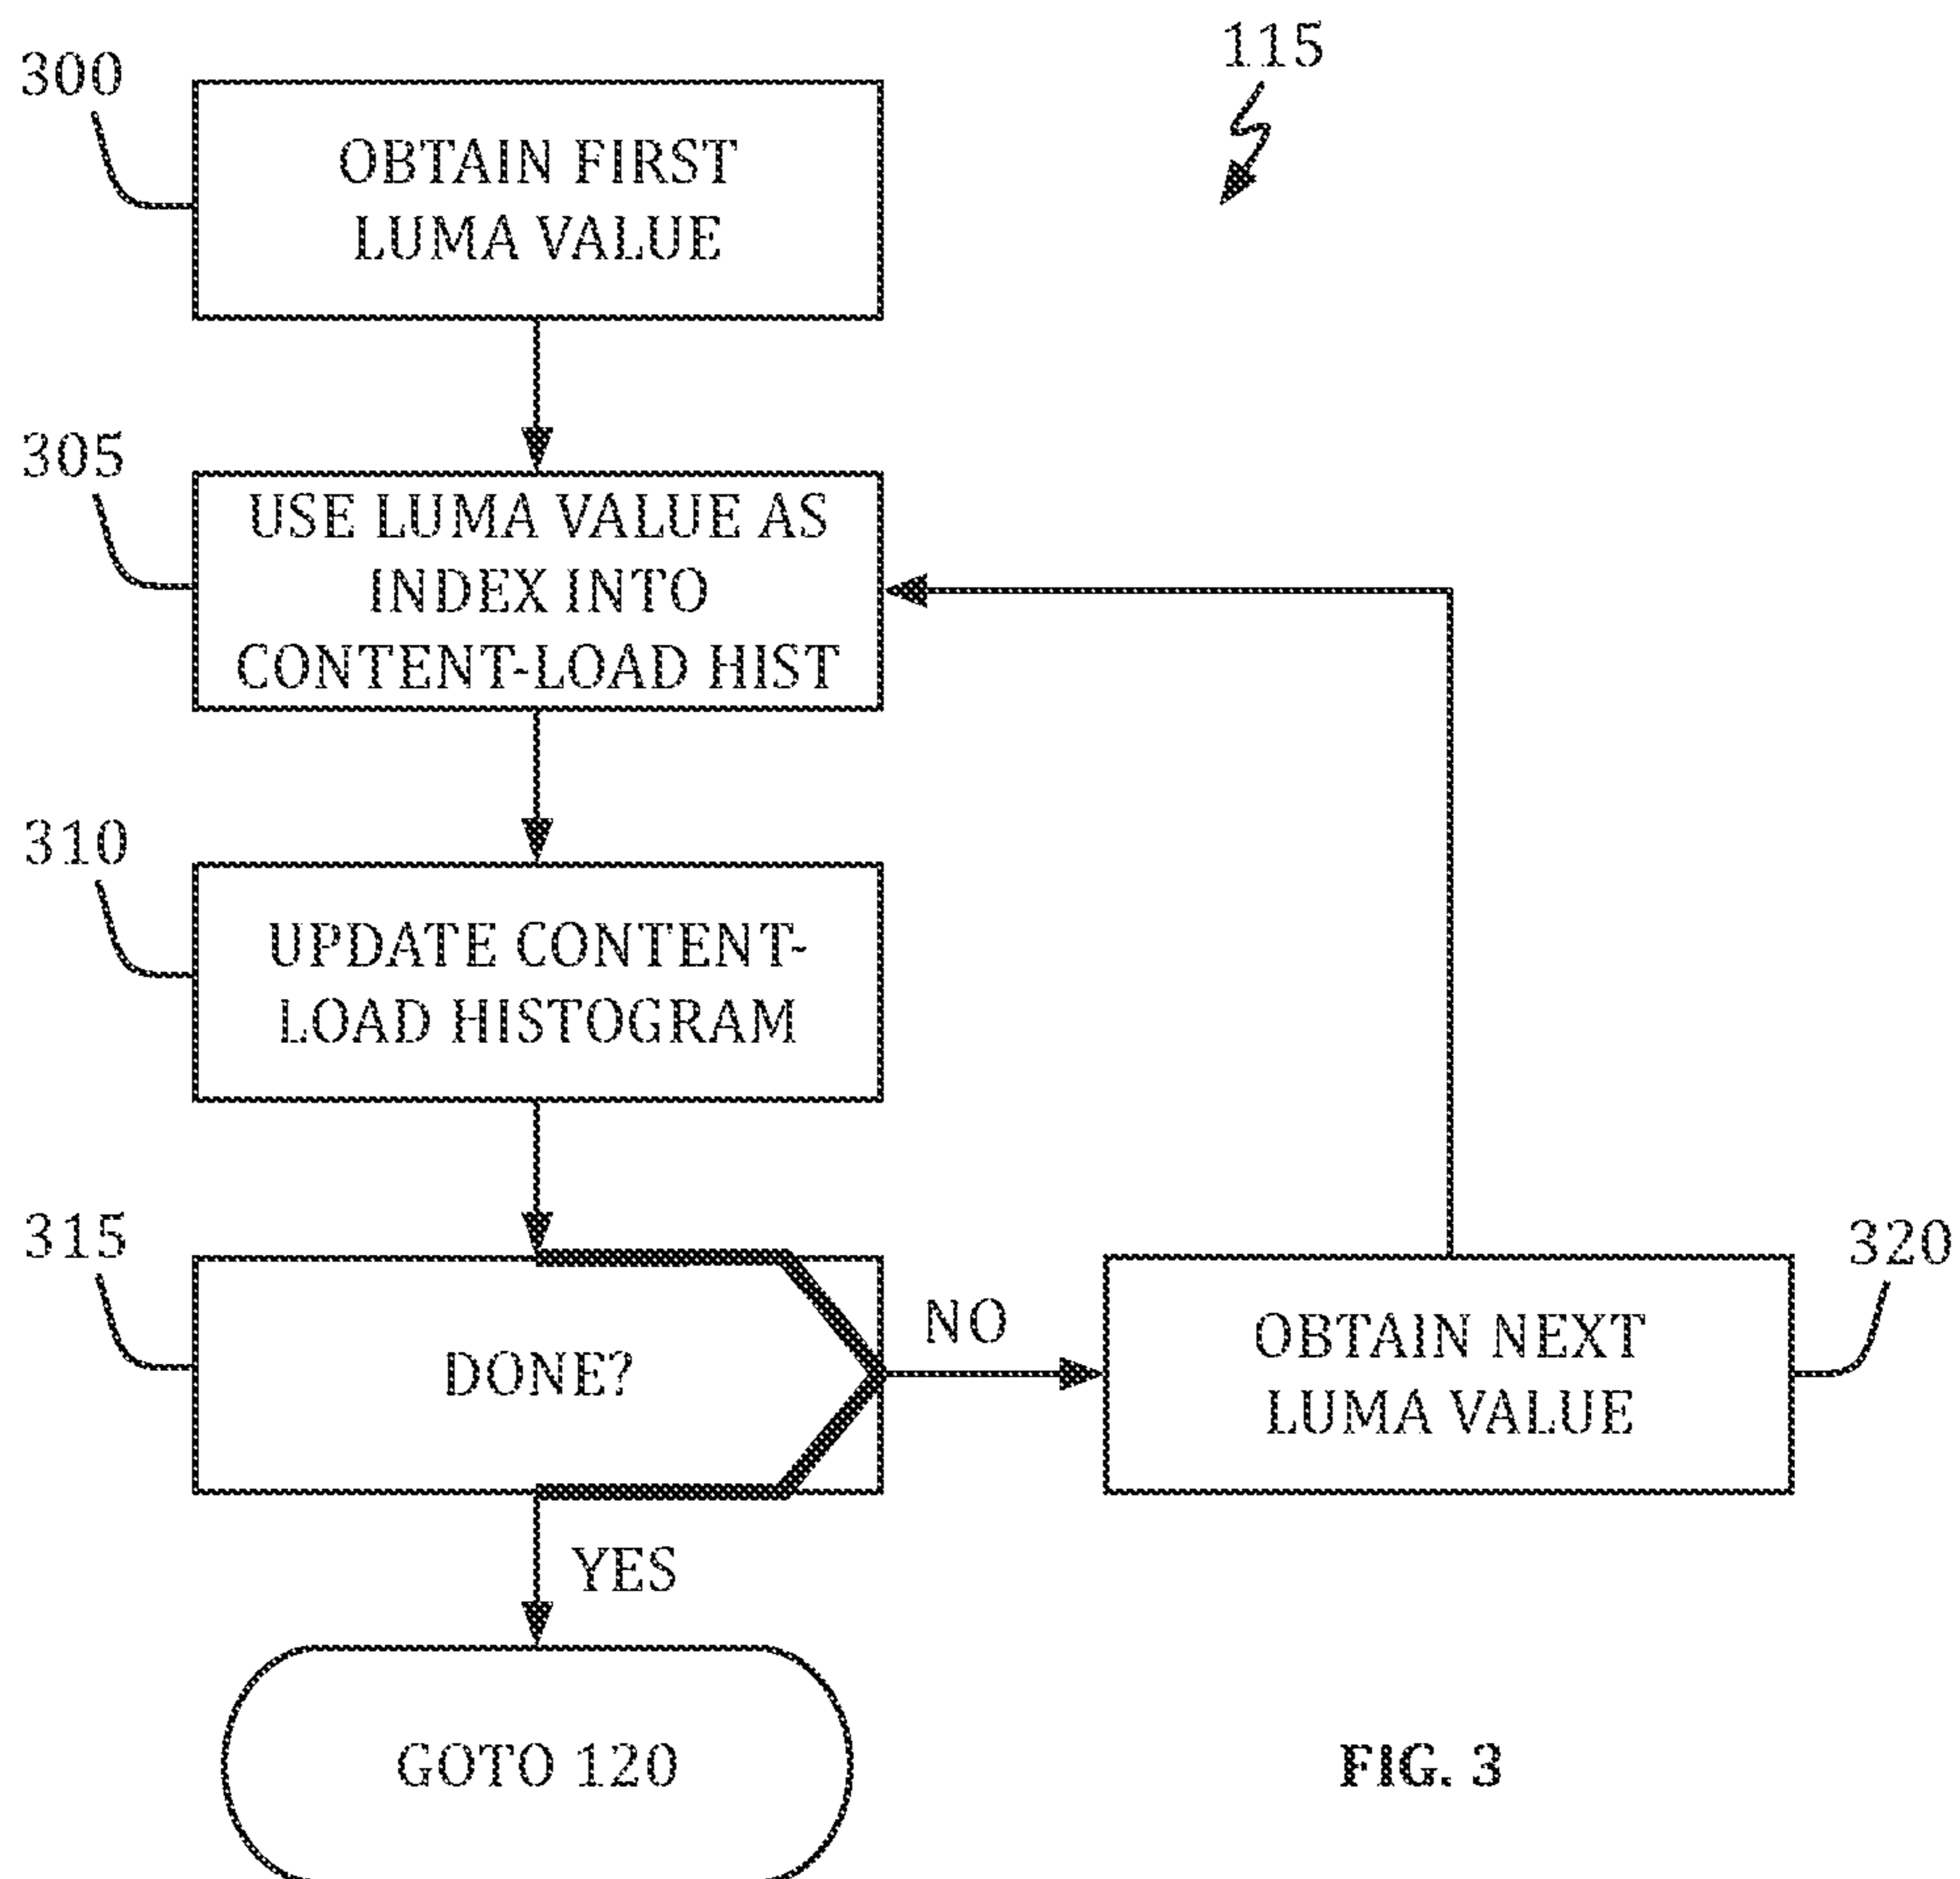 115
300
OBTAIN FIRST
LUMA VALUE
305
USE LUMA VALUE AS
INDEX INTO
CONTENT-LOAD HIST
310
UPDATE CONTENT-
LOAD HISTOGRAM
315
DONE?
NO
320
OBTAIN NEXT
LUMA VALUE
YES
GOTO 120
FIG. 3